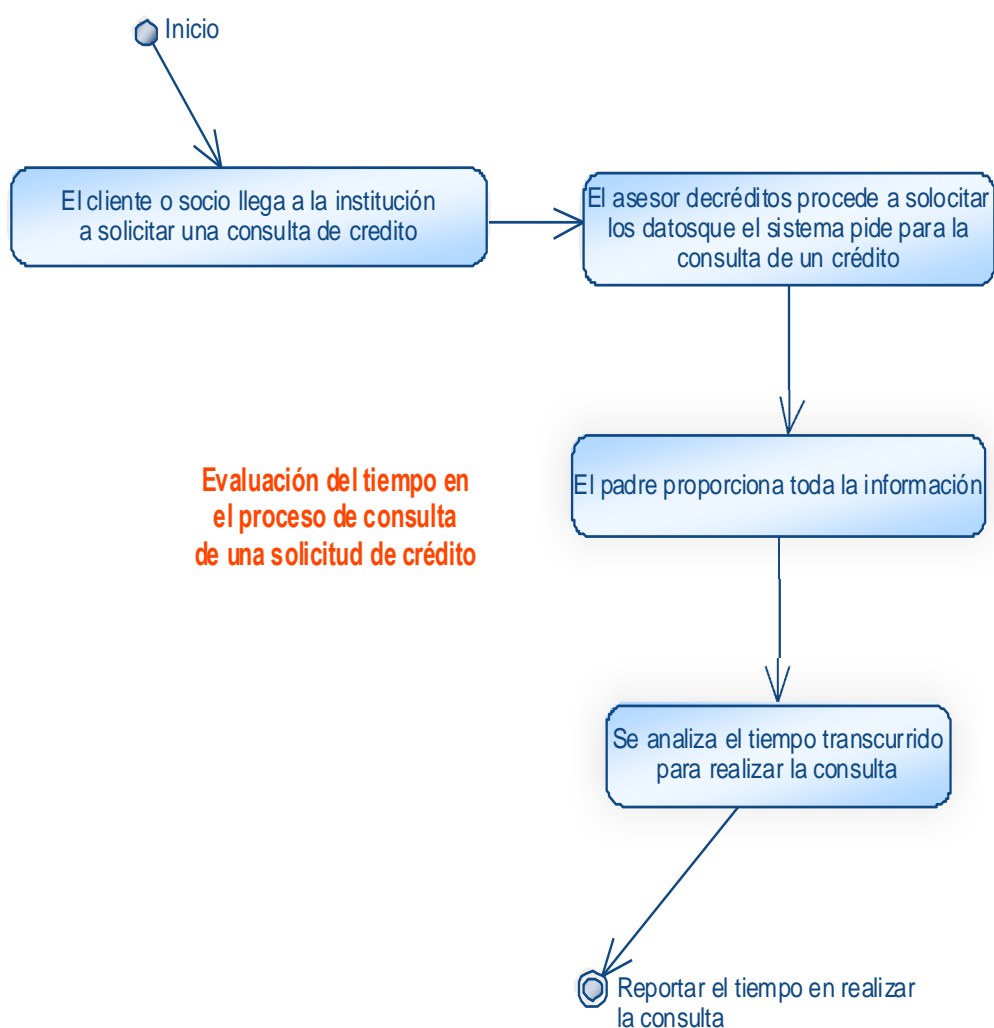 Inicio
El cliente o socio llega a la institución
a solicitar una consulta de credito
El asesor decréditos procede a solocitar
los datosque el sistema pide para la
consulta de un crédito
El padre proporciona toda la información
Evaluación del tiempo en
el proceso de consulta
de una solicitud de crédito
Se analiza el tiempo transcurrido
para realizar la consulta
Reportar el tiempo en realizar
la consulta